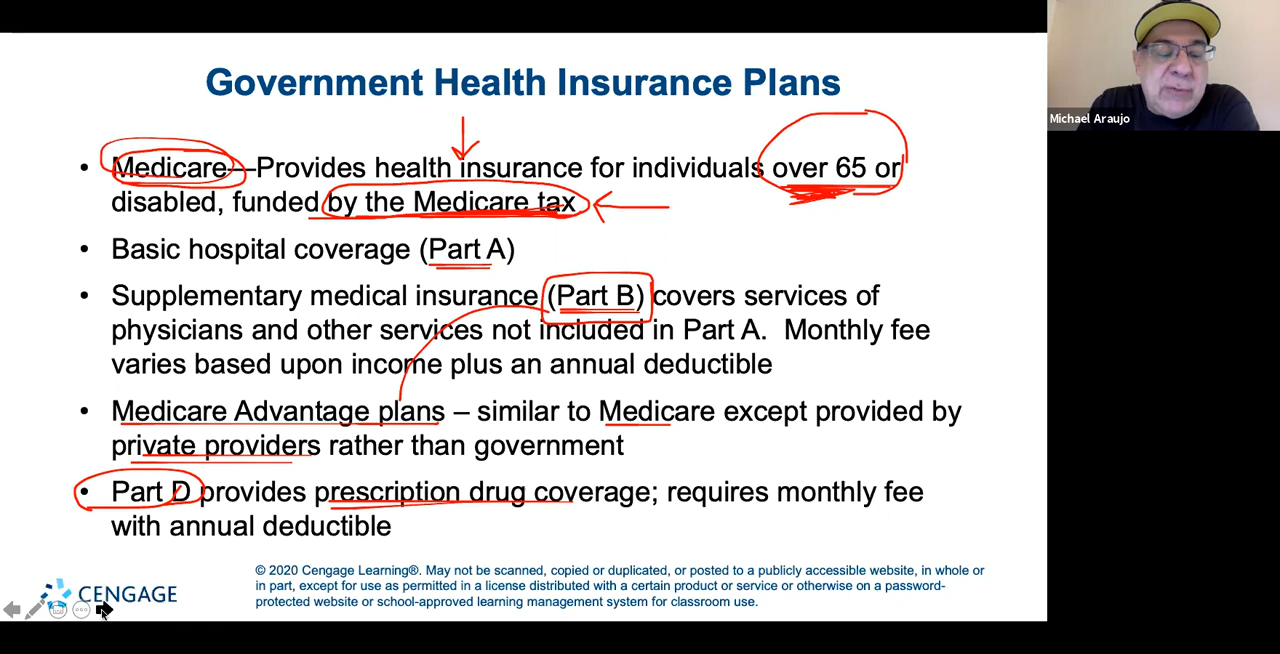 Government Health Insurance Plans
Michael Araujo
• Medicare—Provides health insurance for individuals over 65 or
disabled, funded by the Medicare tax
• Basic hospital coverage (Part A)
• Supplementary medical insurance (Part B) covers services of
physicians and other services not included in Part A. Monthly fee
varies based upon income plus an annual deductible
• Medicare Advantage plans – similar to Medicare except provided by
private providers rather than government
• Part D provides prescription drug coverage; requires monthly fee
with annual deductible
CENGAGE
© 2020 Cengage Learning®. May not be scanned, copied or duplicated, or posted to a publicly accessible website, in whole or
in part, except for use as permitted in a license distributed with a certain product or service or otherwise on a password-
protected website or school-approved learning management system for classroom use.